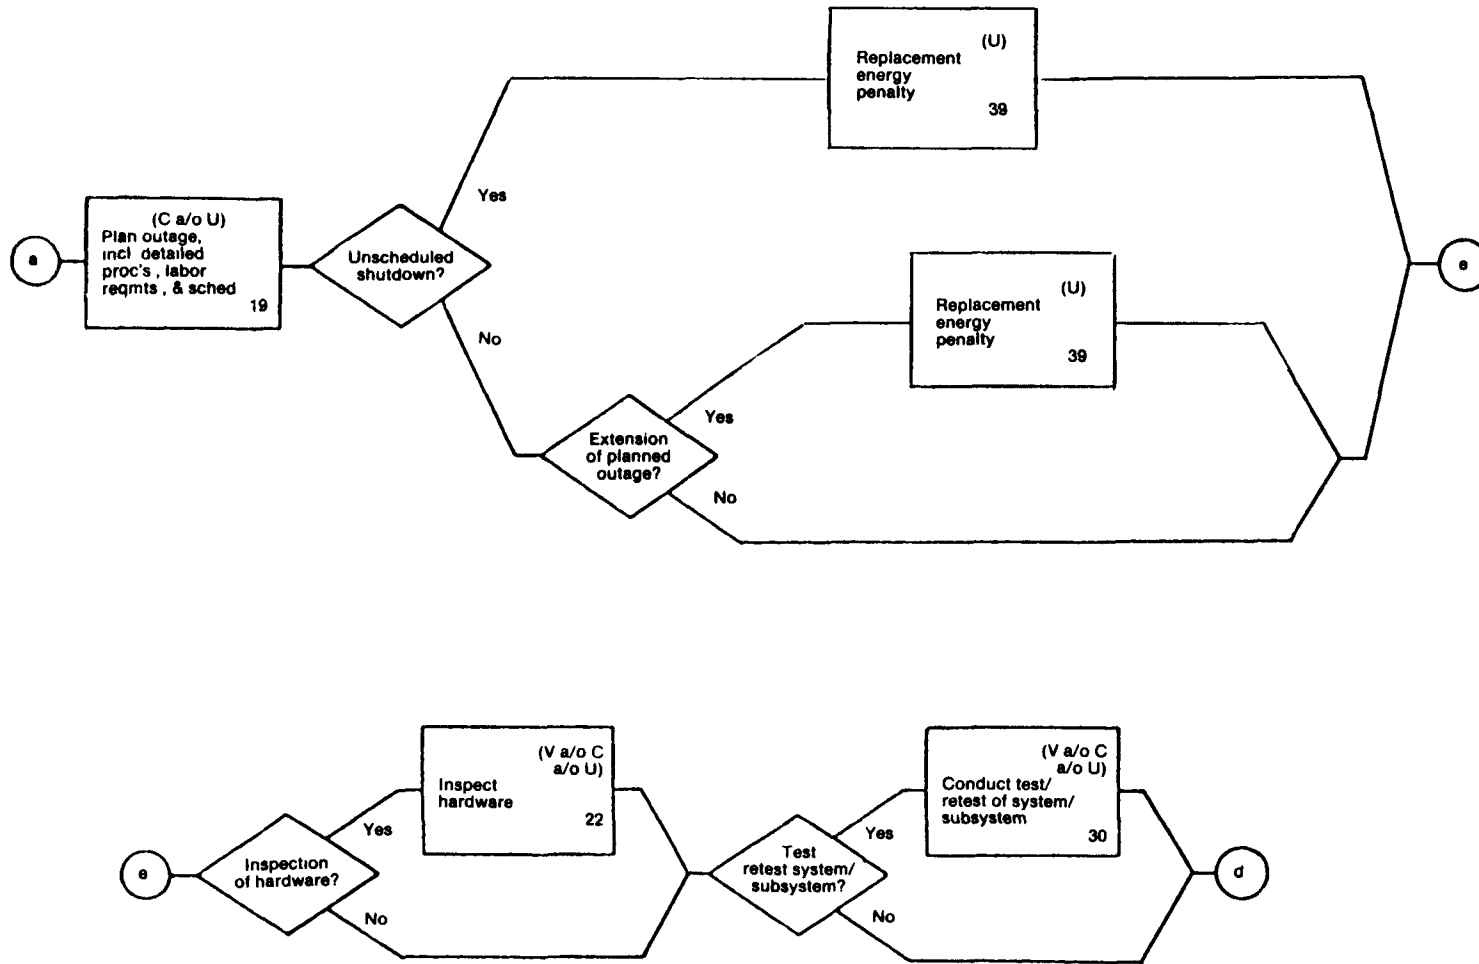 (U)
Replacement
energy
penalty
39
Yes
a
(C a/o U)
Plan outage,
incl detailed
proc's , labor
reqmts , & sched
19
Unscheduled
shutdown?
e
No
(U)
Replacement
energy
penalty
39
Yes
Extension
of planned
outage?
No
e
Inspection
of hardware?
Yes
(V a/o C
a/o U)
Inspect
hardware
22
No
Test
retest system/
subsystem?
Yes
(V a/o C
a/o U)
Conduct test/
retest of system/
subsystem
30
No
d